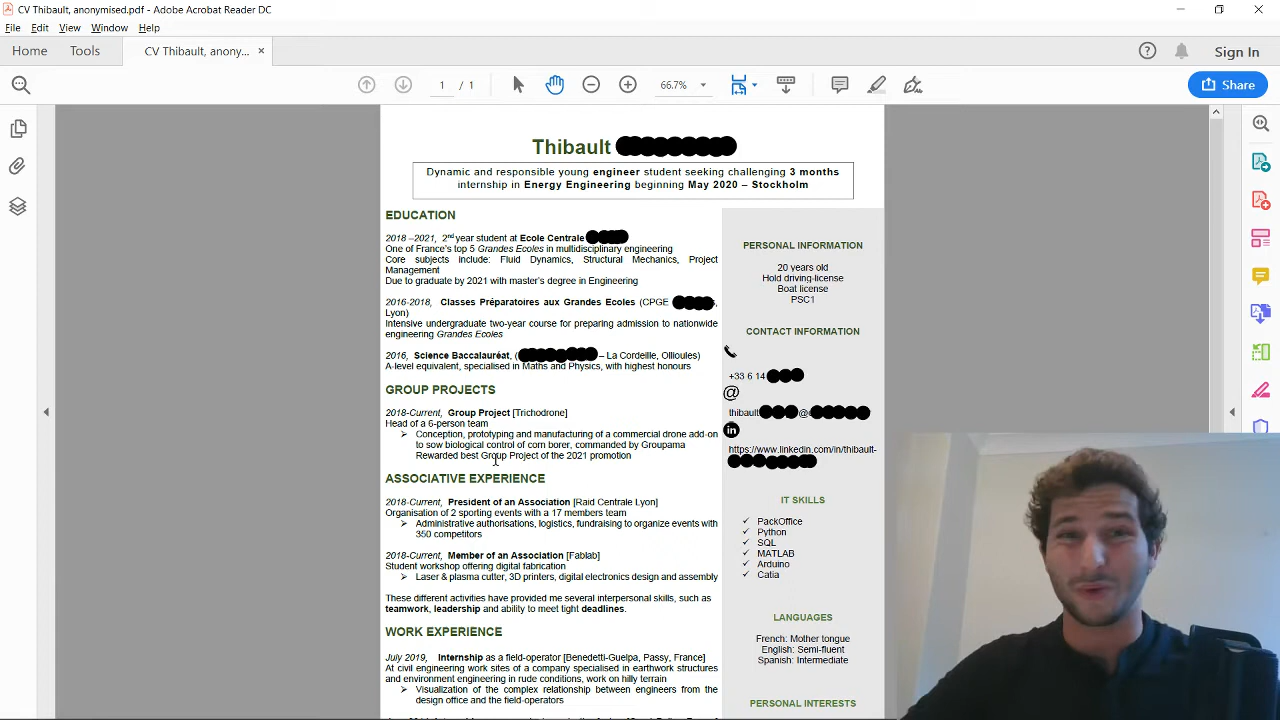 CV Thibault, anonymised.pdf - Adobe Acrobat Reader DC
File Edit View Window Help
Home Tools CV Thibault, anony... × Sign In
1 / 1 66.7% Share
Thibault
Dynamic and responsible young engineer student seeking challenging 3 months
internship in Energy Engineering beginning May 2020 – Stockholm
EDUCATION
2018 –2021, 2nd year student at Ecole Centrale
One of France's top 5 Grandes Ecoles in multidisciplinary engineering
Core subjects include: Fluid Dynamics, Structural Mechanics, Project
Management
Due to graduate by 2021 with master's degree in Engineering
2016-2018, Classes Préparatoires aux Grandes Ecoles (CPGE
Lyon)
Intensive undergraduate two-year course for preparing admission to nationwide
engineering Grandes Ecoles
2016, Science Baccalauréat, ( – La Cordeille, Ollioules)
A-level equivalent, specialised in Maths and Physics, with highest honours
GROUP PROJECTS
2018-Current, Group Project [Trichodrone]
Head of a 6-person team
➢ Conception, prototyping and manufacturing of a commercial drone add-on
to sow biological control of corn borer, commanded by Groupama
Rewarded best Group Project of the 2021 promotion
ASSOCIATIVE EXPERIENCE
2018-Current, President of an Association [Raid Centrale Lyon]
Organisation of 2 sporting events with a 17 members team
➢ Administrative authorisations, logistics, fundraising to organize events with
350 competitors
2018-Current, Member of an Association [Fablab]
Student workshop offering digital fabrication
➢ Laser & plasma cutter, 3D printers, digital electronics design and assembly
These different activities have provided me several interpersonal skills, such as
teamwork, leadership and ability to meet tight deadlines.
WORK EXPERIENCE
July 2019, Internship as a field-operator [Benedetti-Guelpa, Passy, France]
At civil engineering work sites of a company specialised in earthwork structures
and environment engineering in rude conditions, work on hilly terrain
➢ Visualization of the complex relationship between engineers from the
design office and the field-operators
PERSONAL INFORMATION
20 years old
Hold driving-license
Boat license
PSC1
CONTACT INFORMATION
+33 6 14
@
thibault @
in
https://www.linkedin.com/in/thibault-
IT SKILLS
✓ PackOffice
✓ Python
✓ SQL
✓ MATLAB
✓ Arduino
✓ Catia
LANGUAGES
French: Mother tongue
English: Semi-fluent
Spanish: Intermediate
PERSONAL INTERESTS